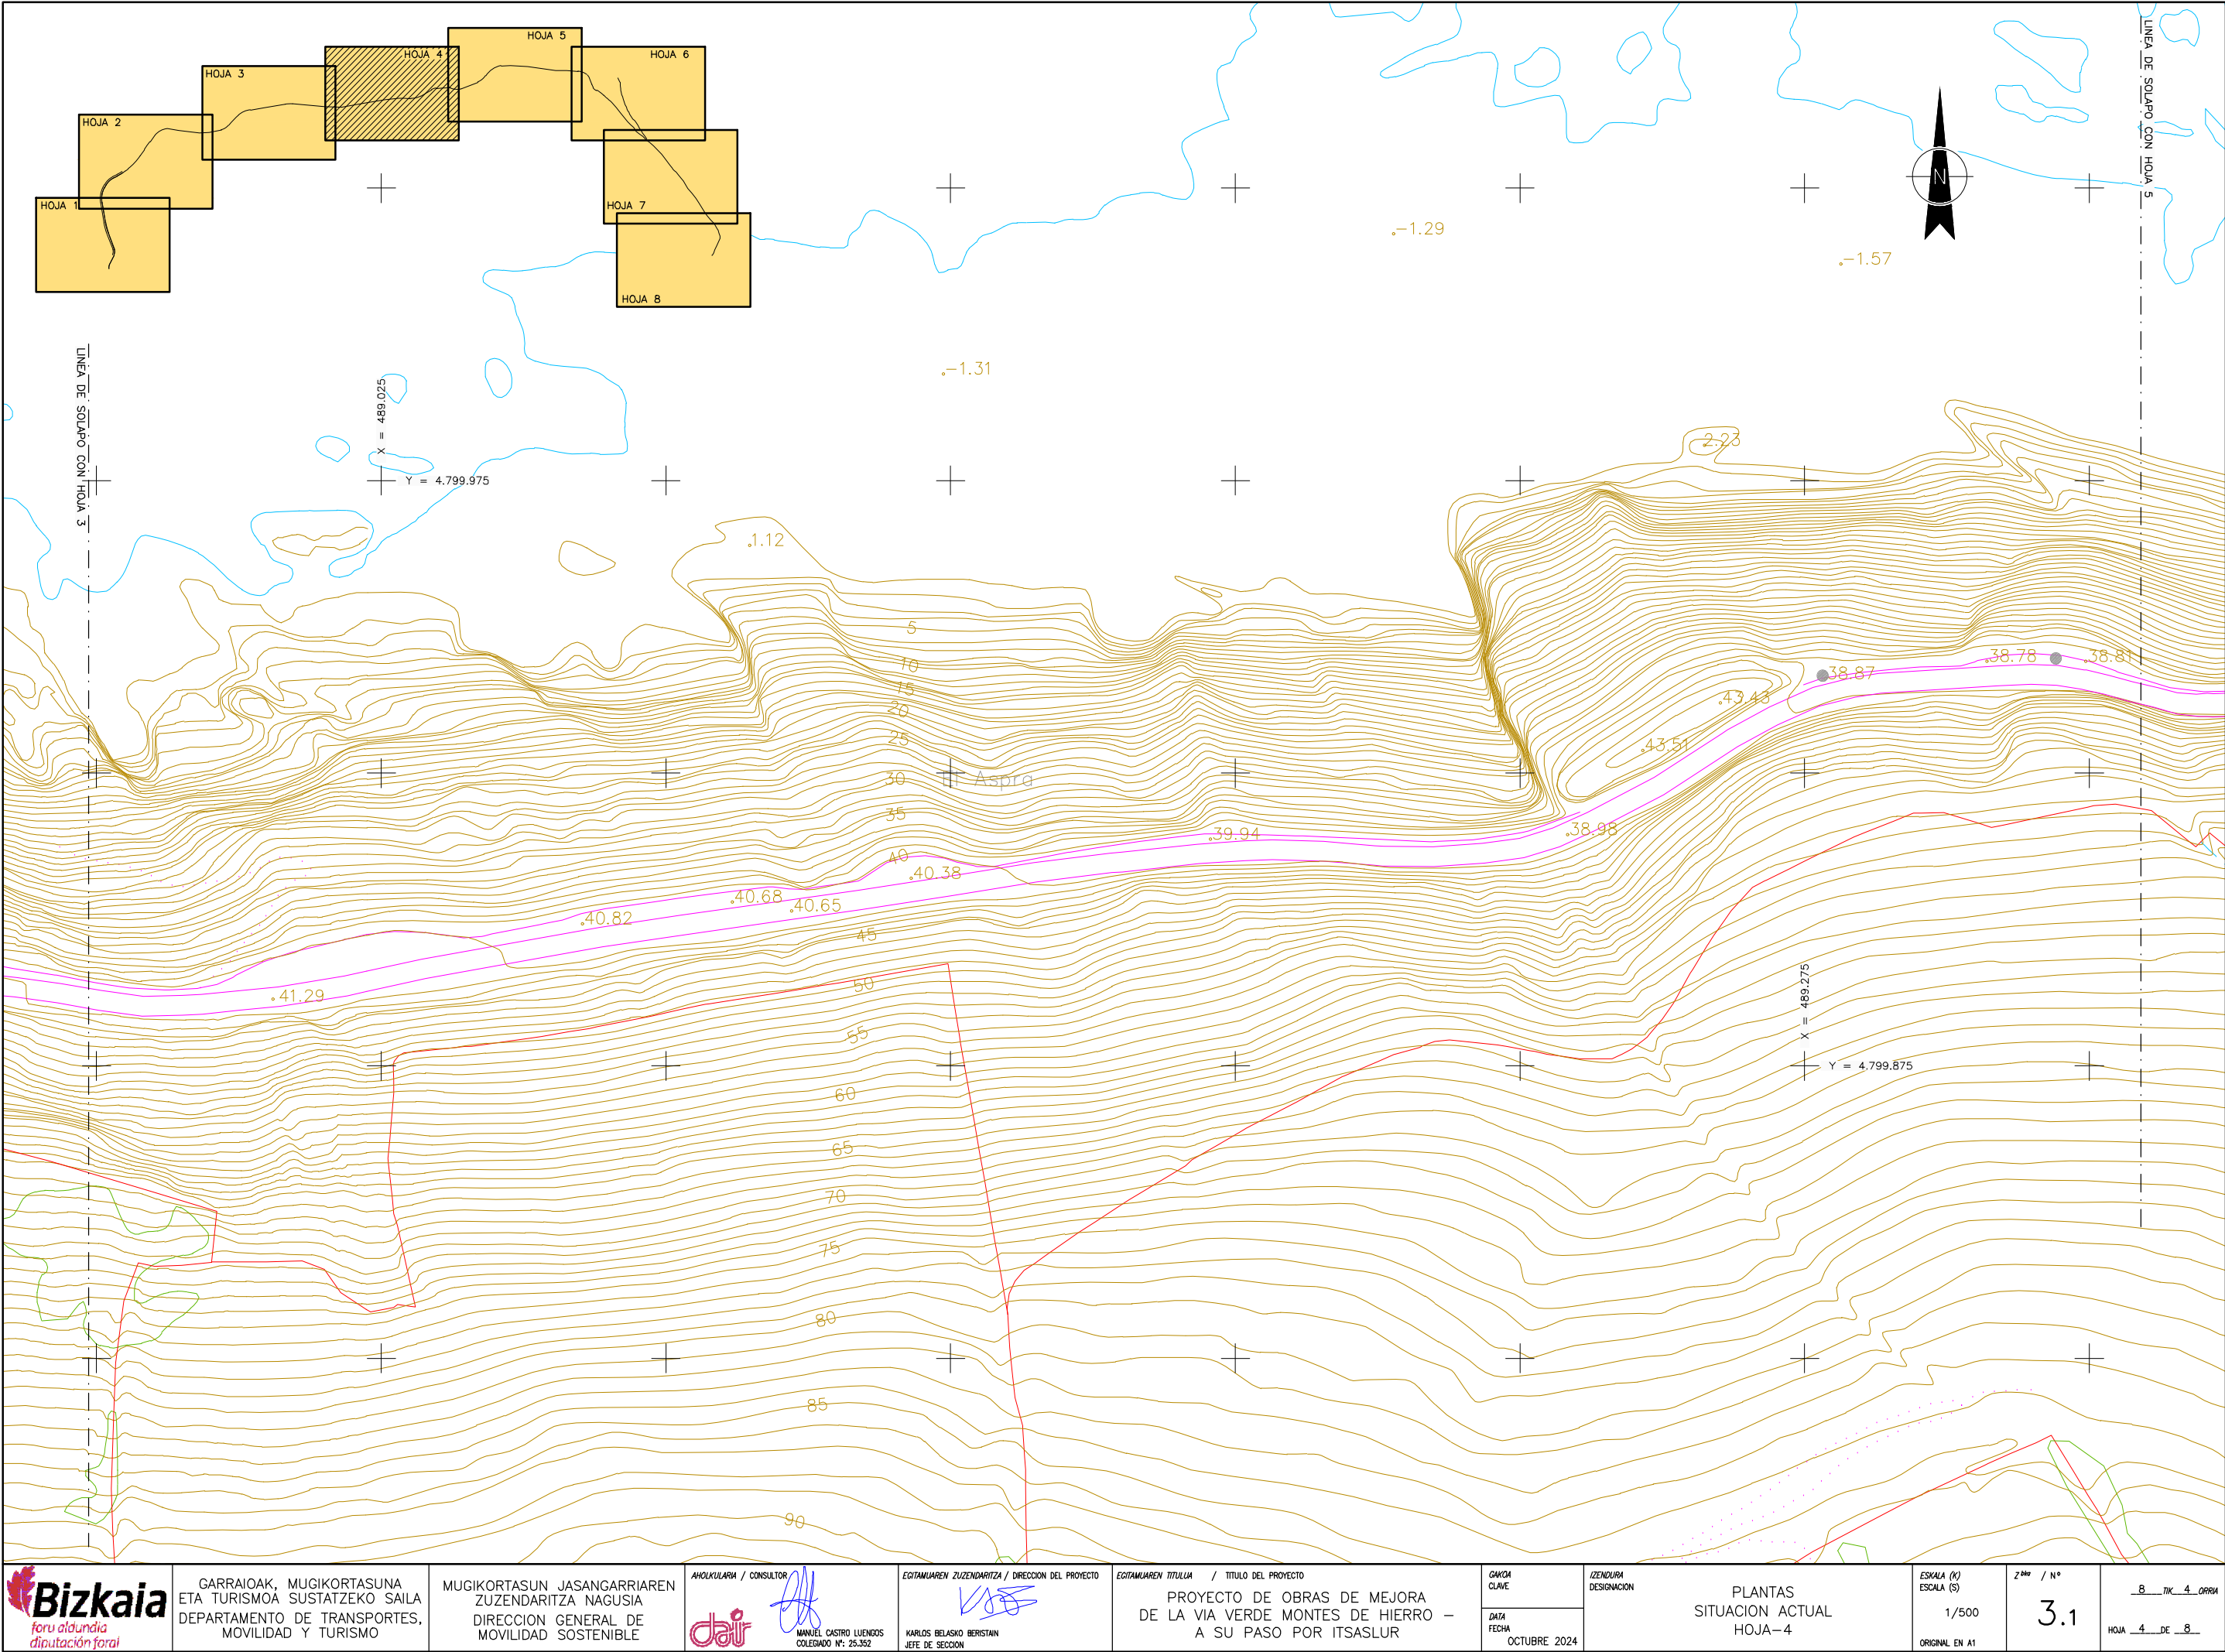 HOJA 5
HOJA 4
HOJA 6
HOJA 3
HOJA 2
HOJA 1
HOJA 7
HOJA 8
LINEA DE SOLAPO CON HOJA 5
N
-1.29
-1.57
-1.31
LINEA DE SOLAPO CON HOJA 3
X = 489.025
Y = 4.799.975
2.23
1.12
5
10
15
20
25
30
35
40
45
50
55
60
65
70
75
80
85
90
38.87
38.78
38.81
43.43
43.51
Aspra
39.94
38.98
40.38
40.68
40.65
40.82
41.29
X = 489.275
Y = 4.799.875
Bizkaia
foru aldundia
diputación foral
GARRAIOAK, MUGIKORTASUNA
ETA TURISMOA SUSTATZEKO SAILA
DEPARTAMENTO DE TRANSPORTES,
MOVILIDAD Y TURISMO
MUGIKORTASUN JASANGARRIAREN
ZUZENDARITZA NAGUSIA
DIRECCION GENERAL DE
MOVILIDAD SOSTENIBLE
AHOLKULARIA / CONSULTOR
dair
MANUEL CASTRO LUENGOS
COLEGIADO Nº: 25.352
EGITAMUAREN ZUZENDARITZA / DIRECCION DEL PROYECTO
KARLOS BELASKO BERISTAIN
JEFE DE SECCION
EGITAMUAREN TITULUA / TITULO DEL PROYECTO
PROYECTO DE OBRAS DE MEJORA
DE LA VIA VERDE MONTES DE HIERRO –
A SU PASO POR ITSASLUR
GAKOA
CLAVE
DATA
FECHA
OCTUBRE 2024
IZENDURA
DESIGNACION
PLANTAS
SITUACION ACTUAL
HOJA-4
ESKALA (K)
ESCALA (S)
1/500
ORIGINAL EN A1
Zbkia / Nº
3.1
8 TIK 4 ORRIA
HOJA 4 DE 8